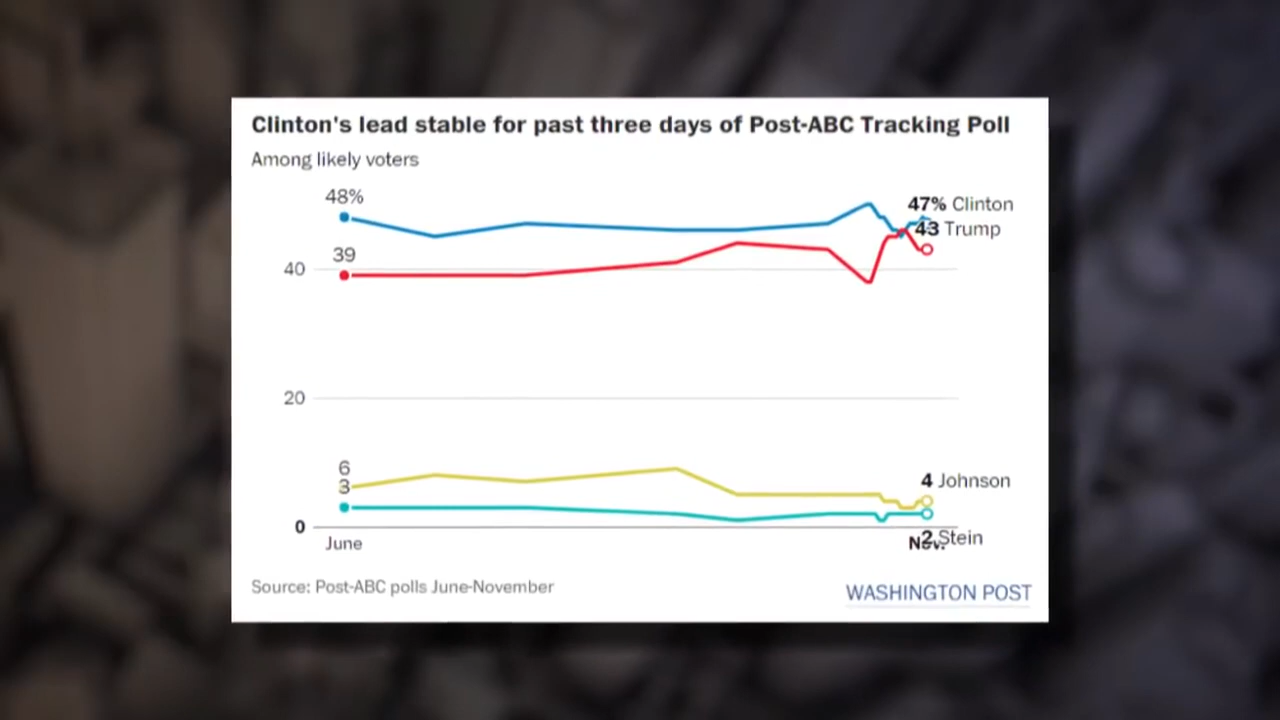 Clinton's lead stable for past three days of Post-ABC Tracking Poll
Among likely voters
48%
47% Clinton
43 Trump
39
40
20
6
3
4 Johnson
0
2 Stein
June
Nov.
Source: Post-ABC polls June-November
WASHINGTON POST